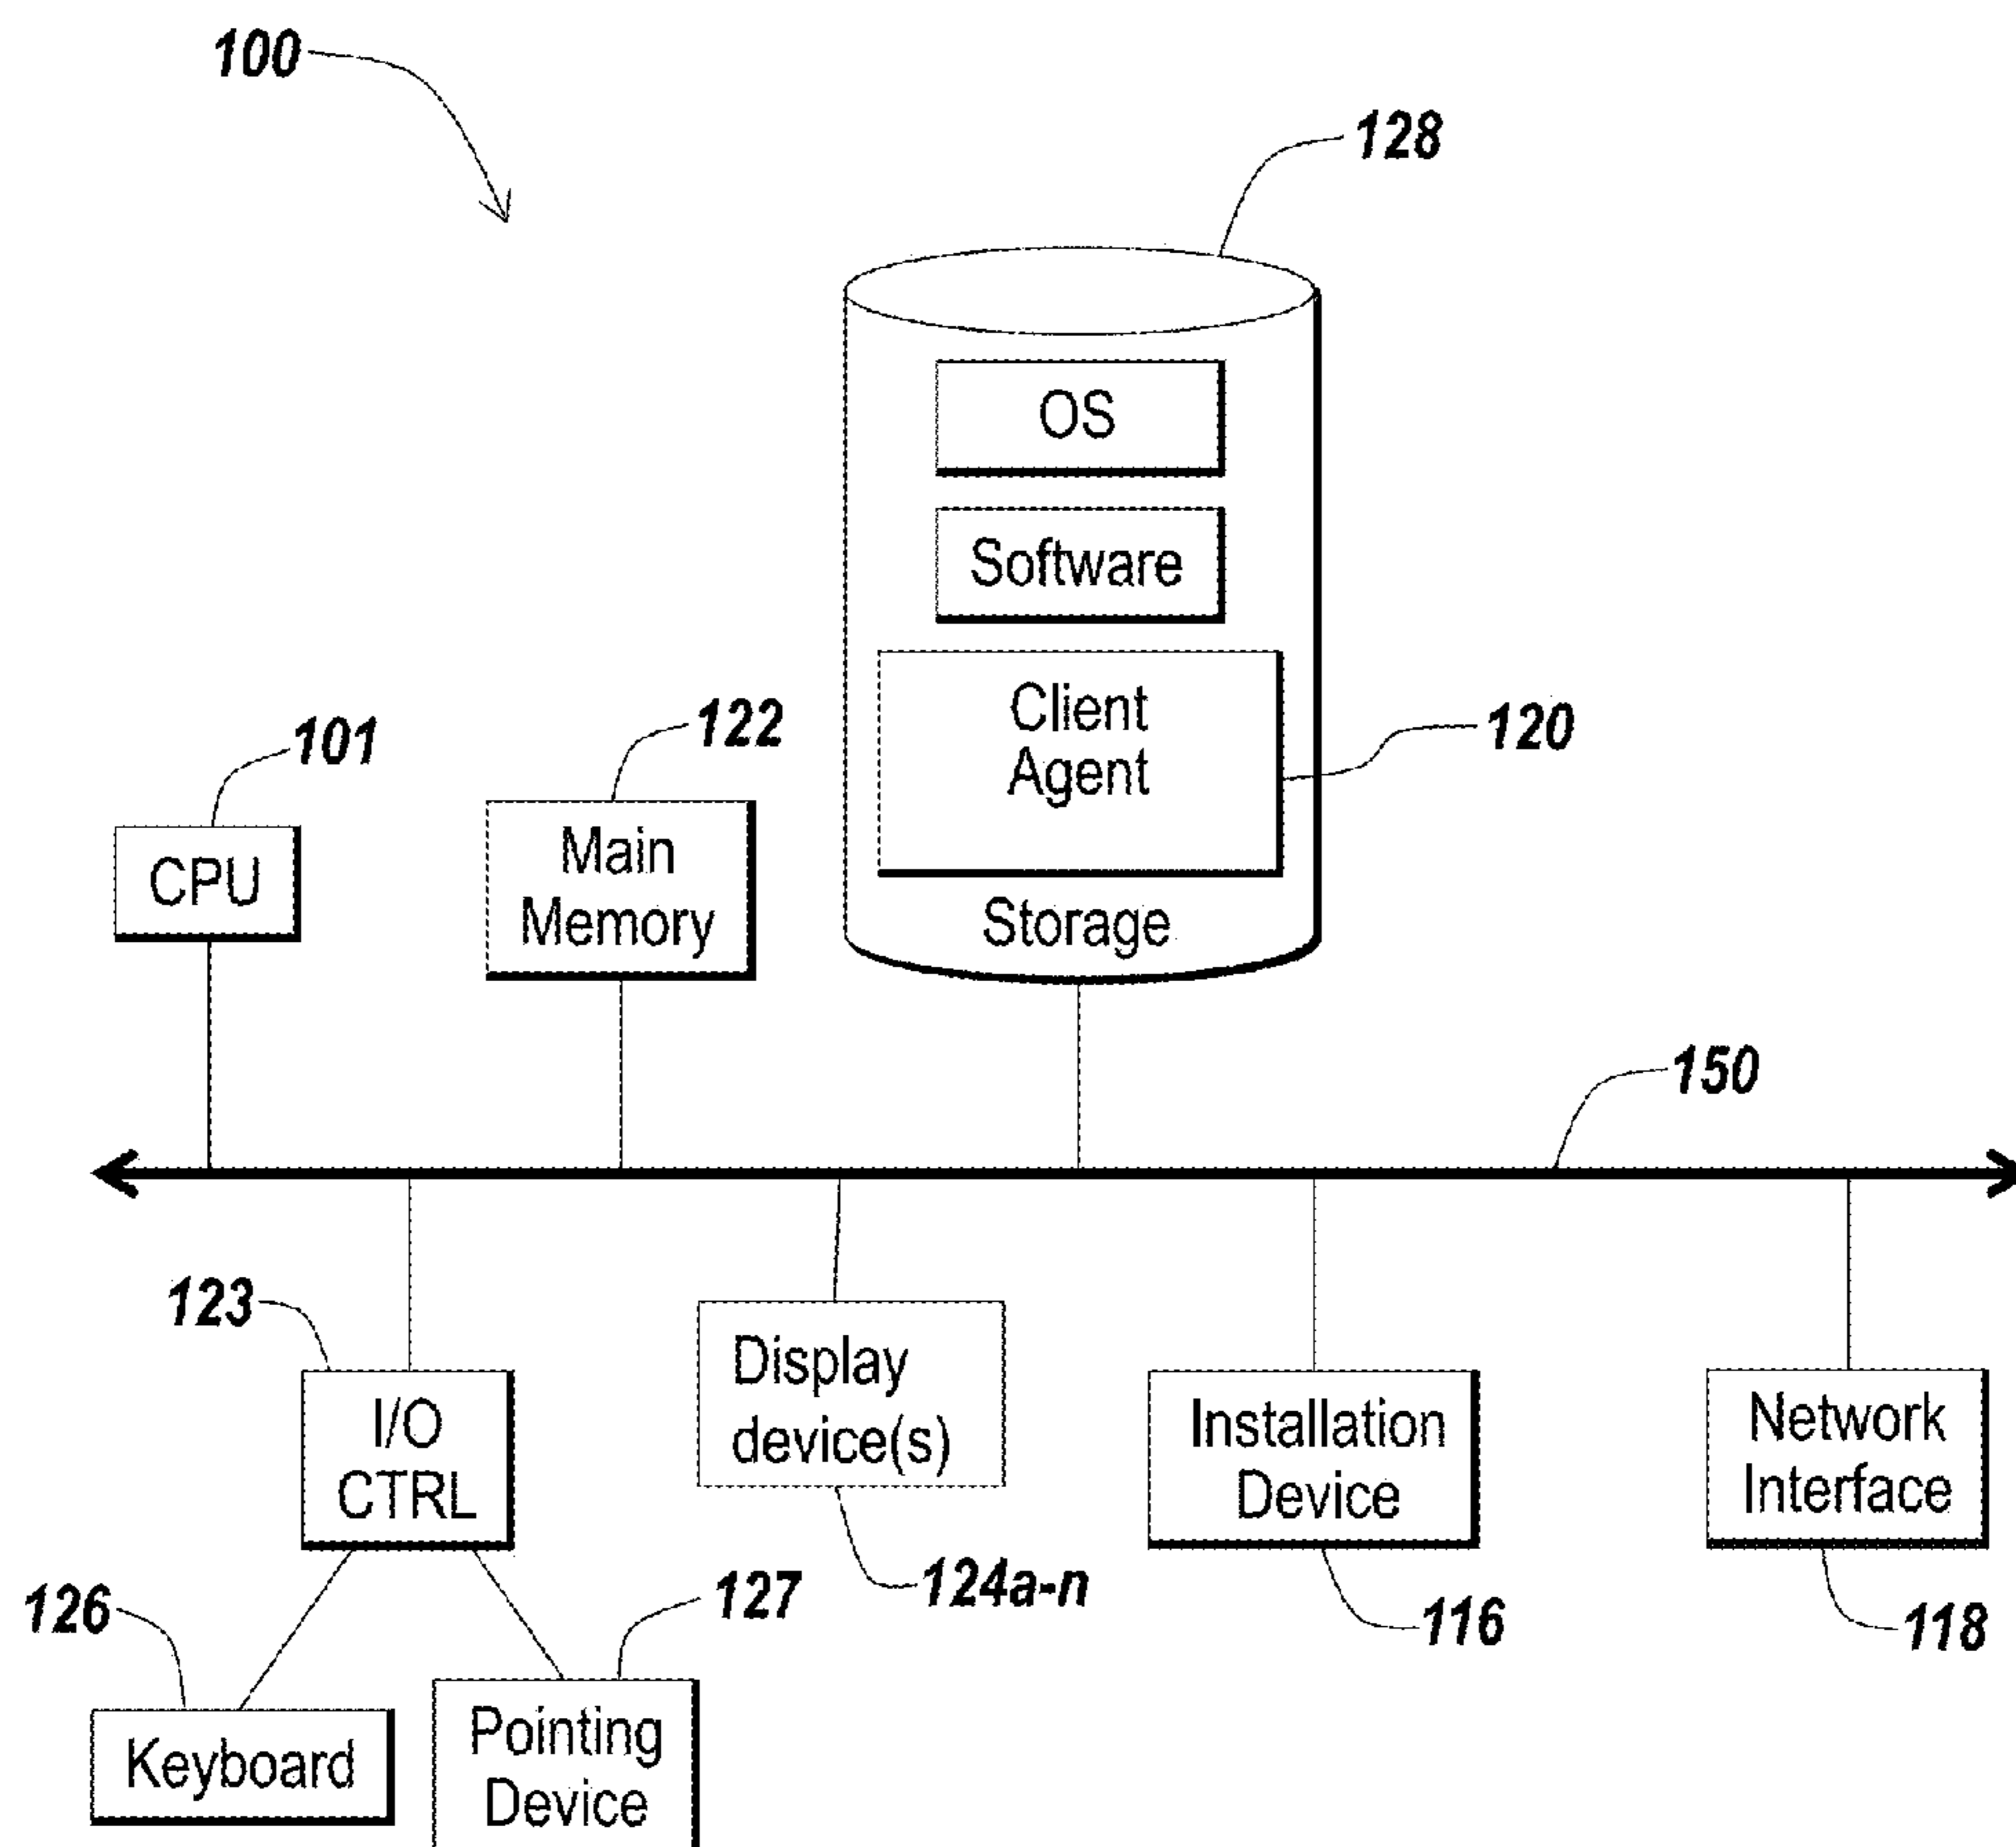 100
128
OS
Software
Client
Agent
120
Storage
101
CPU
122
Main
Memory
150
123
I/O
CTRL
Display
device(s)
124a-n
Installation
Device
116
Network
Interface
118
126
Keyboard
127
Pointing
Device